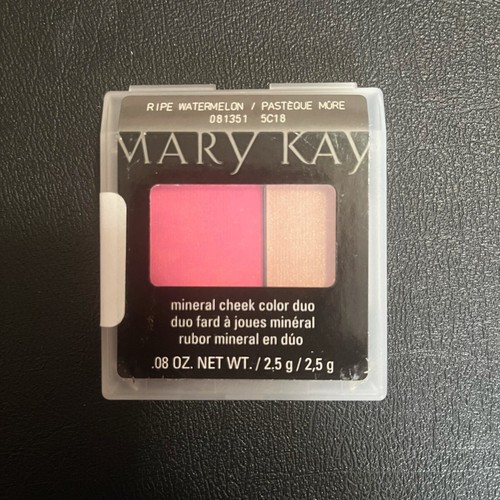 RIPE WATERMELON / PASTÈQUE MÛRE
081351 5C18
MARY KAY
mineral cheek color duo
duo fard à joues minéral
rubor mineral en dúo
.08 OZ. NET WT. / 2.5 g / 2,5 g